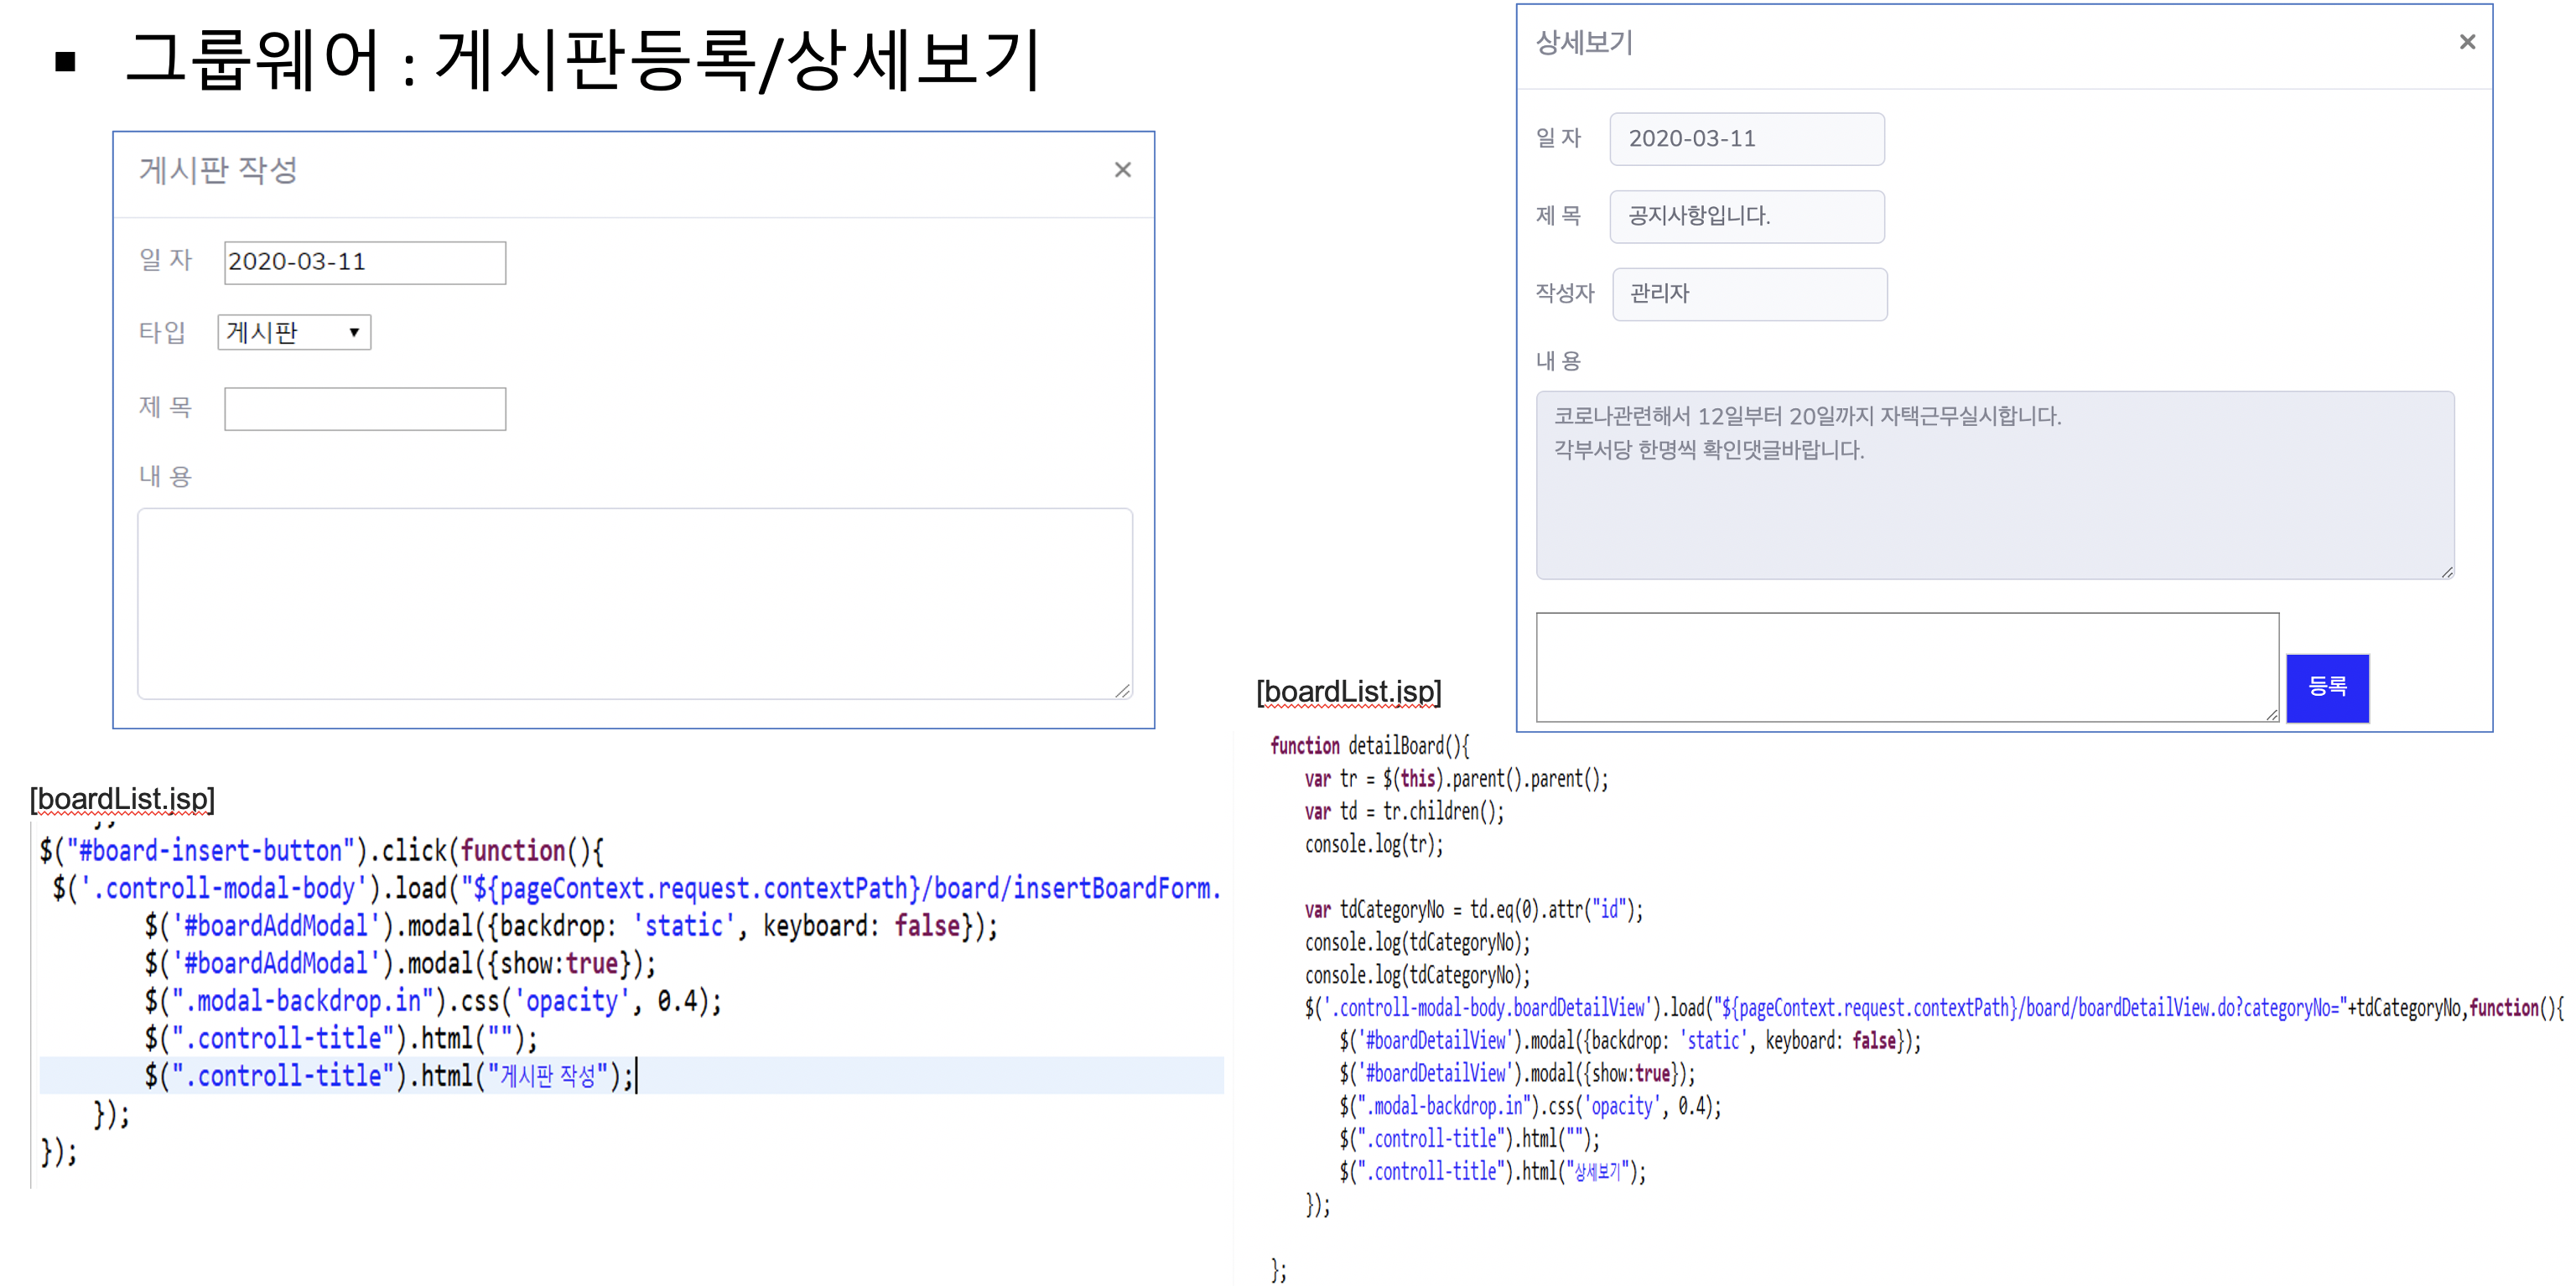 ▪ 그룹웨어 : 게시판등록/상세보기
게시판 작성 ×
일 자 2020-03-11
타입 게시판 ▼
제 목
내 용
[boardList.jsp]
$("#board-insert-button").click(function(){
$('.controll-modal-body').load("${pageContext.request.contextPath}/board/insertBoardForm.
$('#boardAddModal').modal({backdrop: 'static', keyboard: false});
$('#boardAddModal').modal({show:true});
$(".modal-backdrop.in").css('opacity', 0.4);
$(".controll-title").html("");
$(".controll-title").html("게시판 작성");
});
});
상세보기 ×
일 자 2020-03-11
제 목 공지사항입니다.
작성자 관리자
내 용
코로나관련해서 12일부터 20일까지 자택근무실시합니다.
각부서당 한명씩 확인댓글바랍니다.
등록
[boardList.jsp]
function detailBoard(){
var tr = $(this).parent().parent();
var td = tr.children();
console.log(tr);
var tdCategoryNo = td.eq(0).attr("id");
console.log(tdCategoryNo);
console.log(tdCategoryNo);
$('.controll-modal-body.boardDetailView').load("${pageContext.request.contextPath}/board/boardDetailView.do?categoryNo="+tdCategoryNo,function(){
$('#boardDetailView').modal({backdrop: 'static', keyboard: false});
$('#boardDetailView').modal({show:true});
$(".modal-backdrop.in").css('opacity', 0.4);
$(".controll-title").html("");
$(".controll-title").html("상세보기");
});
};